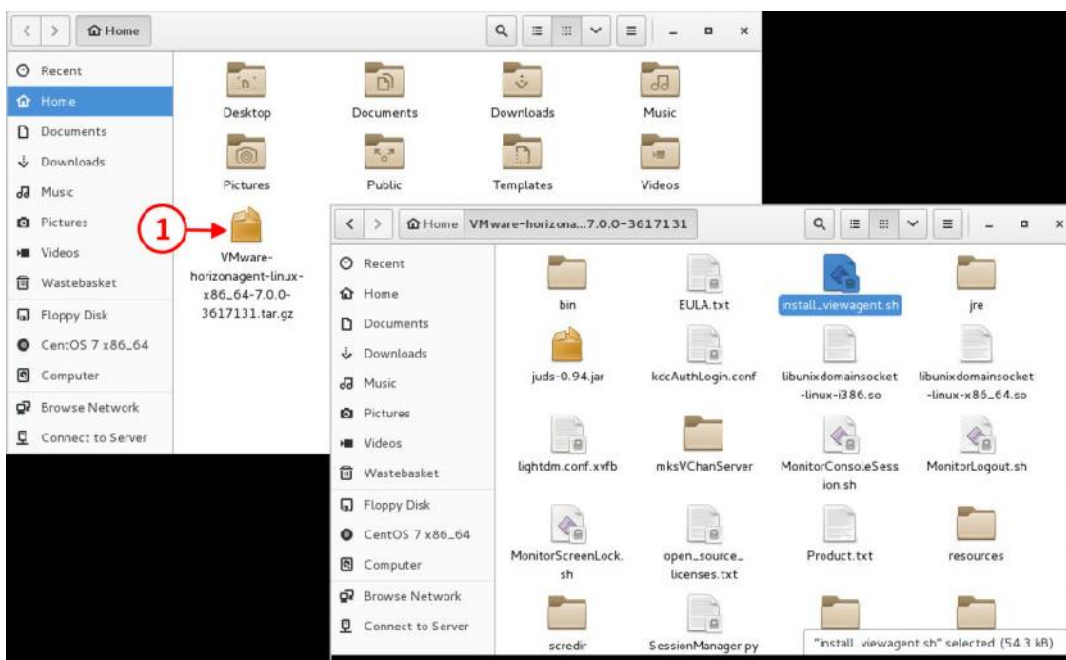 Home
Recent
Home
Documents
Downloads
Music
Pictures
Videos
Wastebasket
Floppy Disk
CentOS 7 x86_64
Computer
Browse Network
Connect to Server
Desktop
Documents
Downloads
Music
Pictures
Public
Templates
Videos
1
VMware-
horizonagent-linux-
x86_64-7.0.0-
3617131.tar.gz
Home VMware-horizona...7.0.0-3617131
Recent
Home
Documents
Downloads
Music
Pictures
Videos
Wastebasket
Floppy Disk
CentOS 7 x86_64
Computer
Browse Network
Connect to Server
bin
EULA.txt
install_viewagent.sh
jre
juds-0.94.jar
kccAuthLogin.conf
libunixdomainsocket
-linux-i386.so
libunixdomainsocket
-linux-x86_64.so
lightdm.conf.xvfb
mksVChanServer
MonitorConsoleSess
ion.sh
MonitorLogout.sh
MonitorScreenLock.
sh
open_source_
licenses.txt
Product.txt
resources
scredir
SessionManager.py
"install_viewagent.sh" selected (54.3 kB)